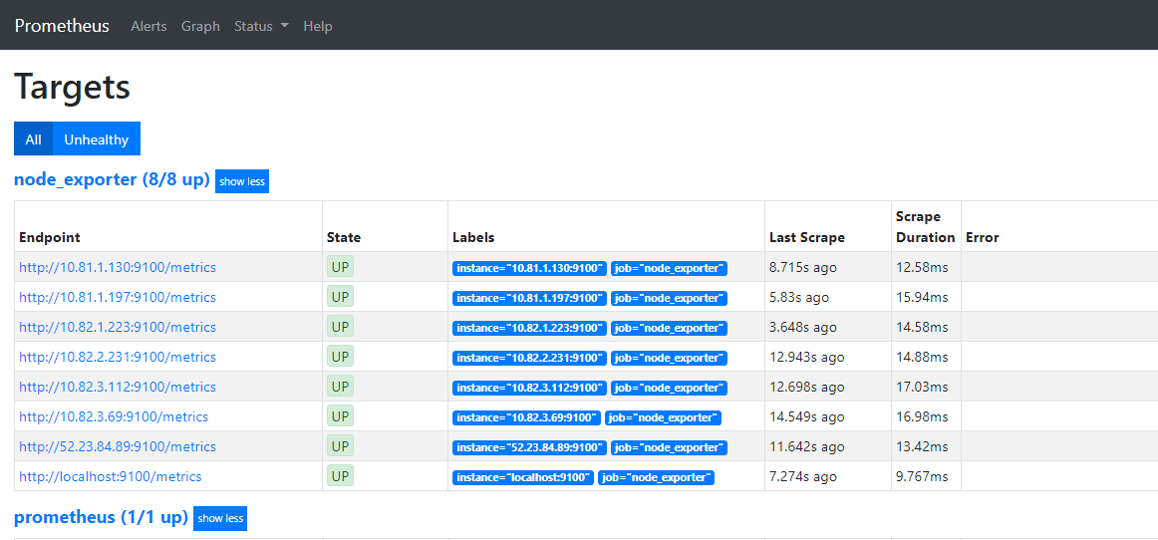 Prometheus Alerts Graph Status Help
Targets
All Unhealthy
node_exporter (8/8 up) show less
Endpoint State Labels Last Scrape Scrape Duration Error
http://10.81.1.130:9100/metrics UP instance="10.81.1.130:9100" job="node_exporter" 8.715s ago 12.58ms
http://10.81.1.197:9100/metrics UP instance="10.81.1.197:9100" job="node_exporter" 5.83s ago 15.94ms
http://10.82.1.223:9100/metrics UP instance="10.82.1.223:9100" job="node_exporter" 3.648s ago 14.58ms
http://10.82.2.231:9100/metrics UP instance="10.82.2.231:9100" job="node_exporter" 12.943s ago 14.88ms
http://10.82.3.112:9100/metrics UP instance="10.82.3.112:9100" job="node_exporter" 12.698s ago 17.03ms
http://10.82.3.69:9100/metrics UP instance="10.82.3.69:9100" job="node_exporter" 14.549s ago 16.98ms
http://52.23.84.89:9100/metrics UP instance="52.23.84.89:9100" job="node_exporter" 11.642s ago 13.42ms
http://localhost:9100/metrics UP instance="localhost:9100" job="node_exporter" 7.274s ago 9.767ms
prometheus (1/1 up) show less